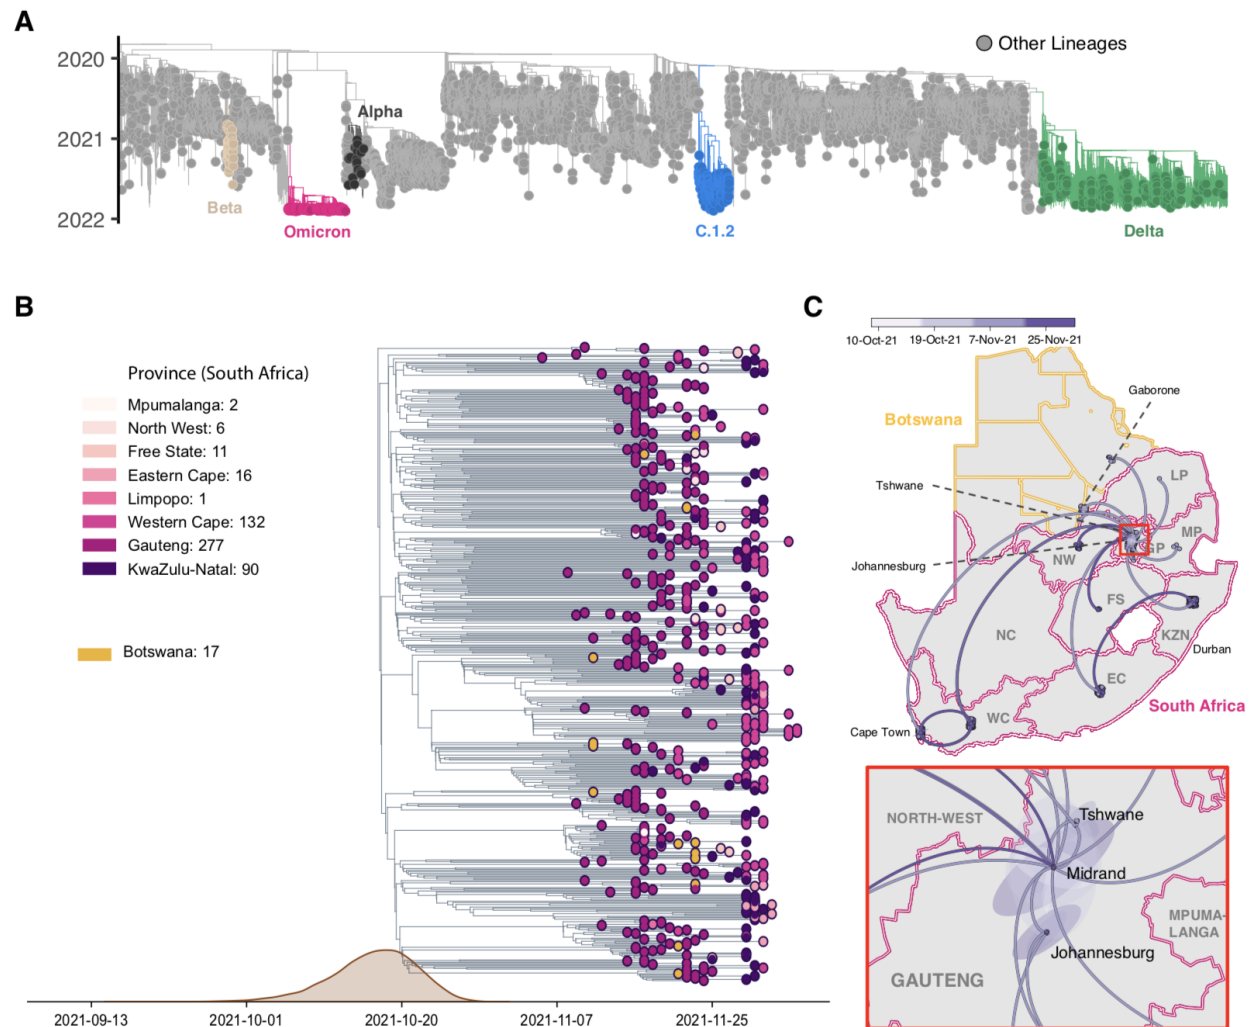 A
Other Lineages
2020
2021
2022
Alpha
Beta
Omicron
C.1.2
Delta
B
Province (South Africa)
Mpumalanga: 2
North West: 6
Free State: 11
Eastern Cape: 16
Limpopo: 1
Western Cape: 132
Gauteng: 277
KwaZulu-Natal: 90
Botswana: 17
2021-09-13
2021-10-01
2021-10-20
2021-11-07
2021-11-25
C
10-Oct-21
19-Oct-21
7-Nov-21
25-Nov-21
Gaborone
Botswana
Tshwane
LP
MP
GP
Johannesburg
NW
FS
NC
KZN
Durban
EC
South Africa
WC
Cape Town
NORTH-WEST
Tshwane
Midrand
MPUMA-
LANGA
Johannesburg
GAUTENG